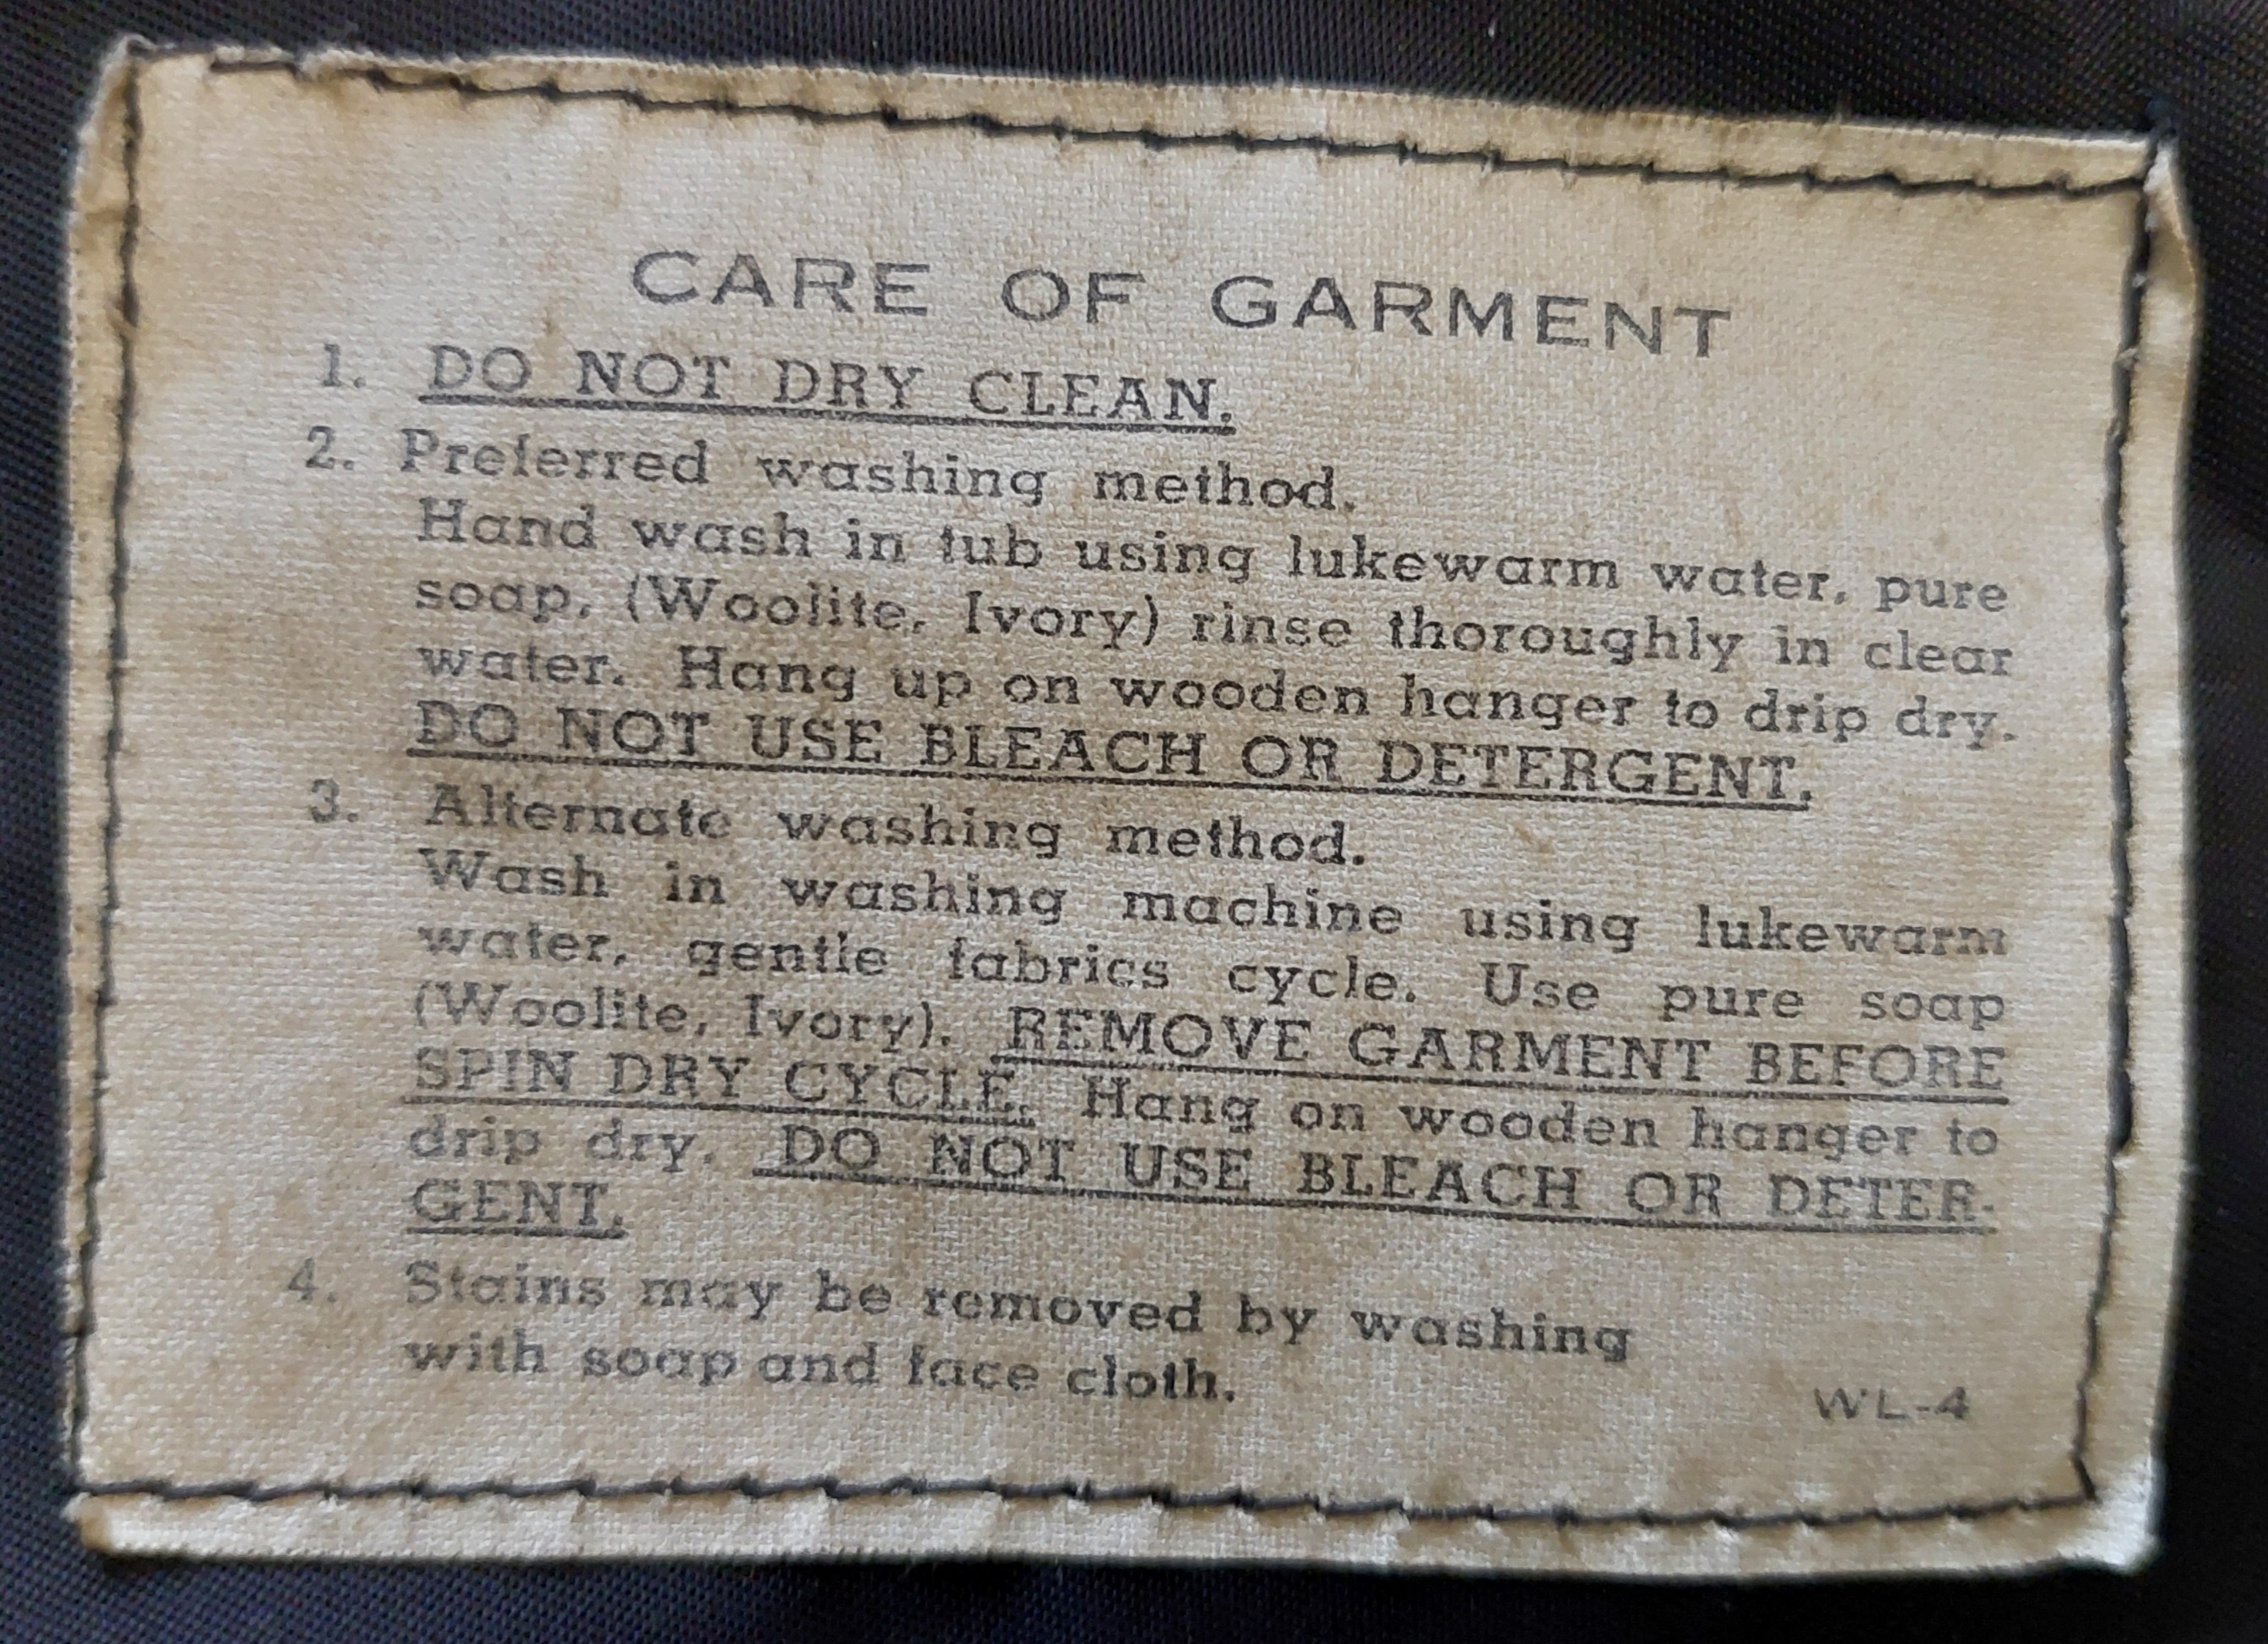 CARE OF GARMENT
1. DO NOT DRY CLEAN.
2. Preferred washing method.
Hand wash in tub using lukewarm water, pure
soap, (Woolite, Ivory) rinse thoroughly in clear
water. Hang up on wooden hanger to drip dry.
DO NOT USE BLEACH OR DETERGENT.
3. Alternate washing method.
Wash in washing machine using lukewarm
water, gentle fabrics cycle. Use pure soap
(Woolite, Ivory). REMOVE GARMENT BEFORE
SPIN DRY CYCLE. Hang on wooden hanger to
drip dry. DO NOT USE BLEACH OR DETER-
GENT.
4. Stains may be removed by washing
with soap and face cloth.
WL-4